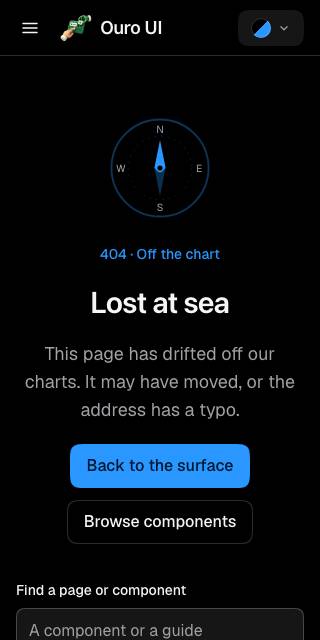 Ouro UI
N
W E
S
404 · Off the chart
Lost at sea
This page has drifted off our
charts. It may have moved, or the
address has a typo.
Back to the surface
Browse components
Find a page or component
A component or a guide